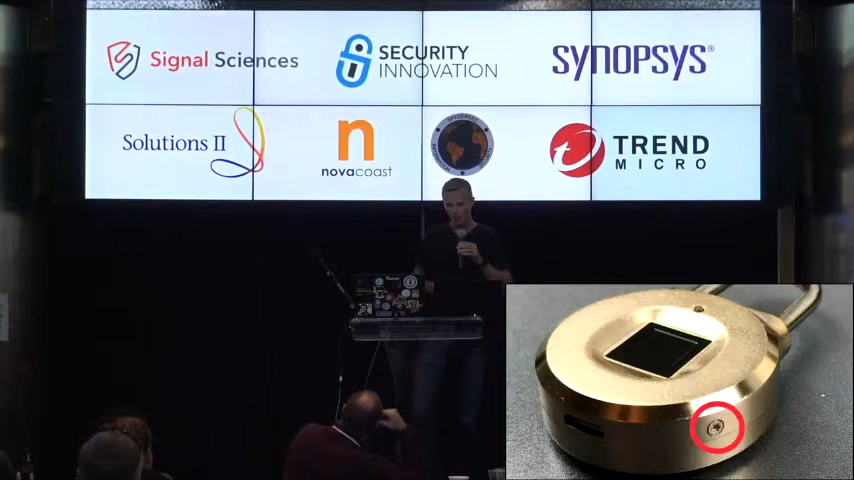 Signal Sciences
SECURITY
INNOVATION
SYNOPSYS®
Solutions II
novacoast
TREND
MICRO